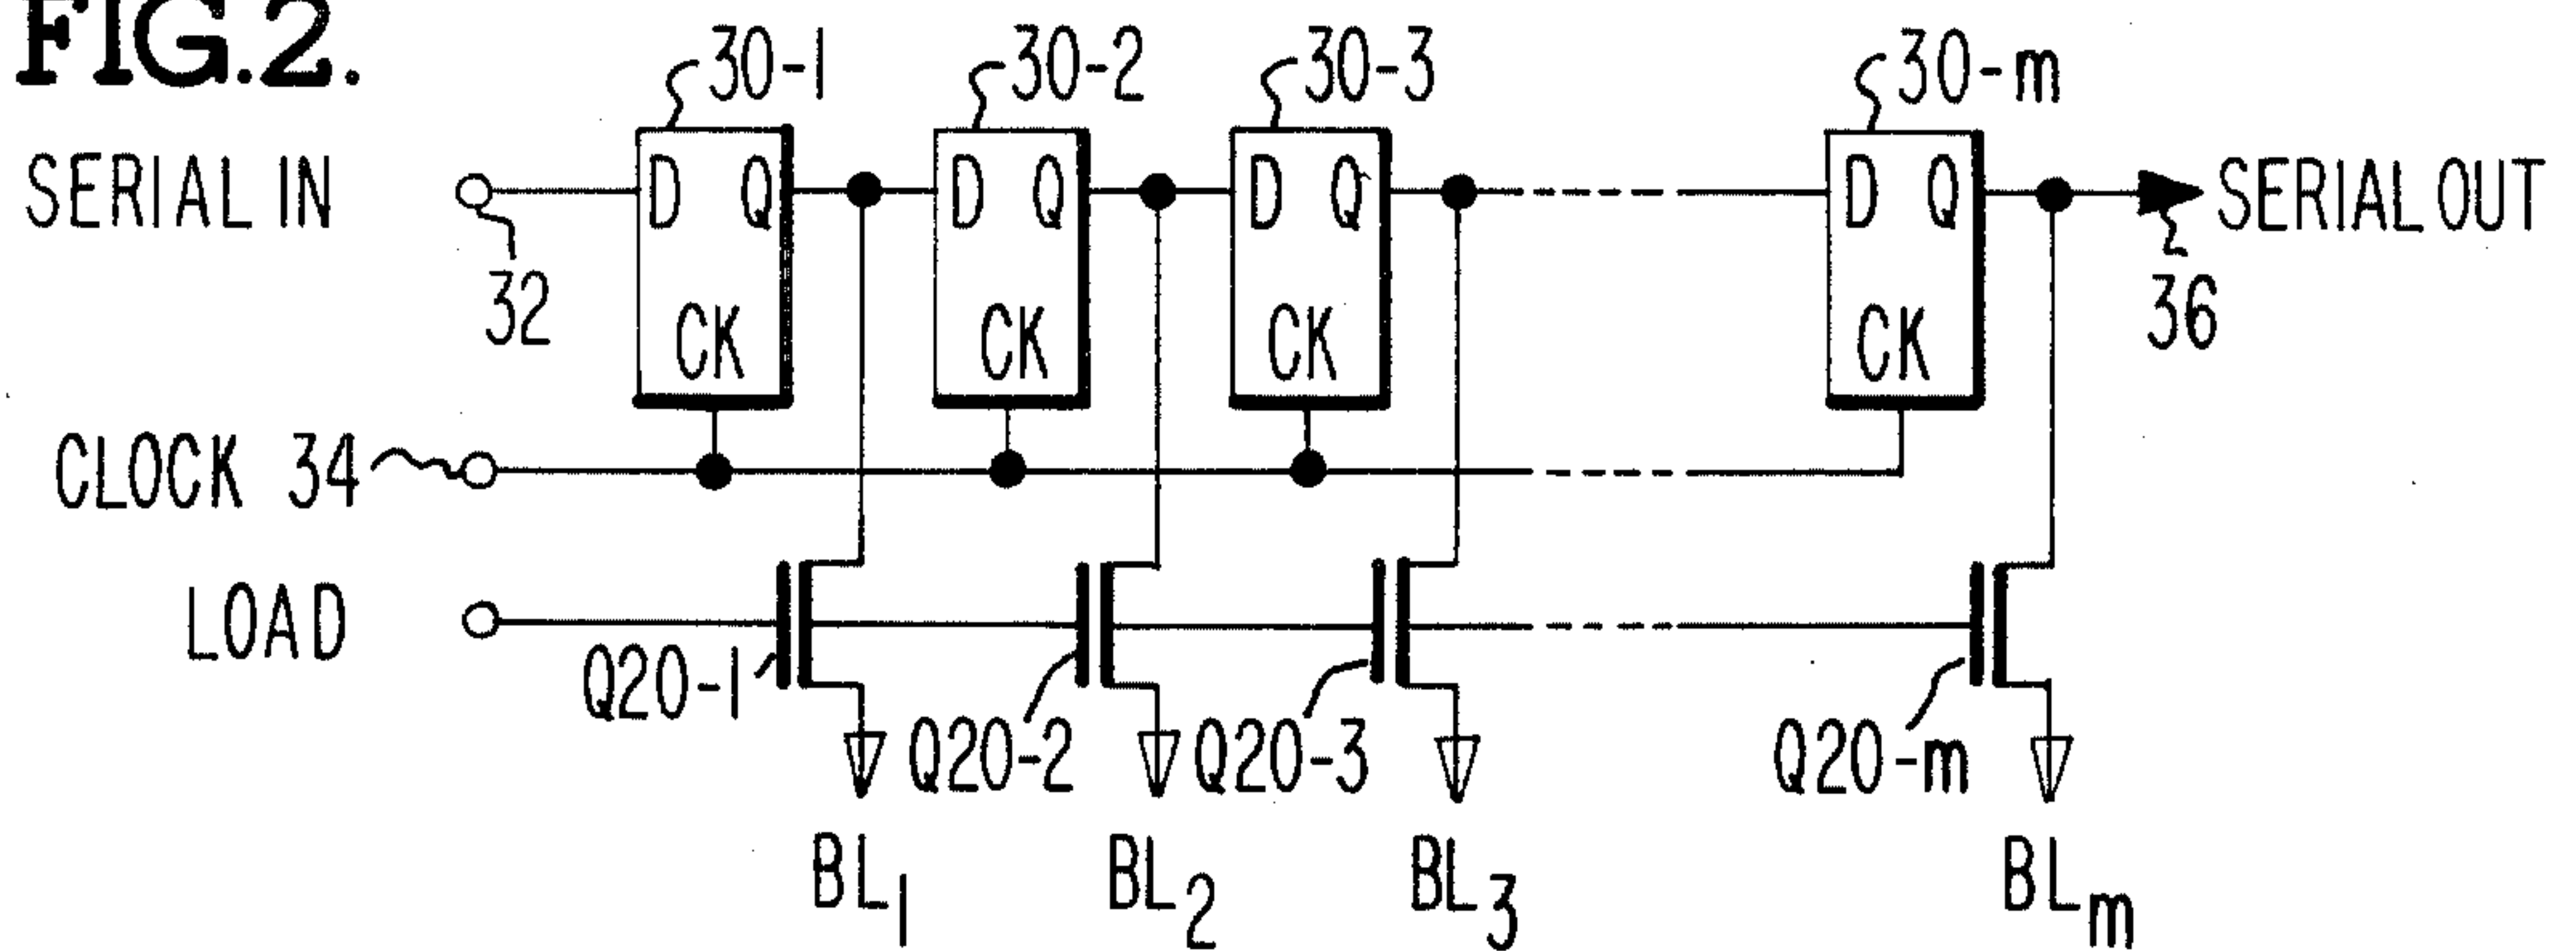 FIG.2.
30-1 30-2 30-3 30-m
SERIAL IN D Q D Q D Q D Q SERIAL OUT
32 CK CK CK CK 36
CLOCK 34
LOAD
Q20-1 Q20-2 Q20-3 Q20-m
BL1 BL2 BL3 BLm